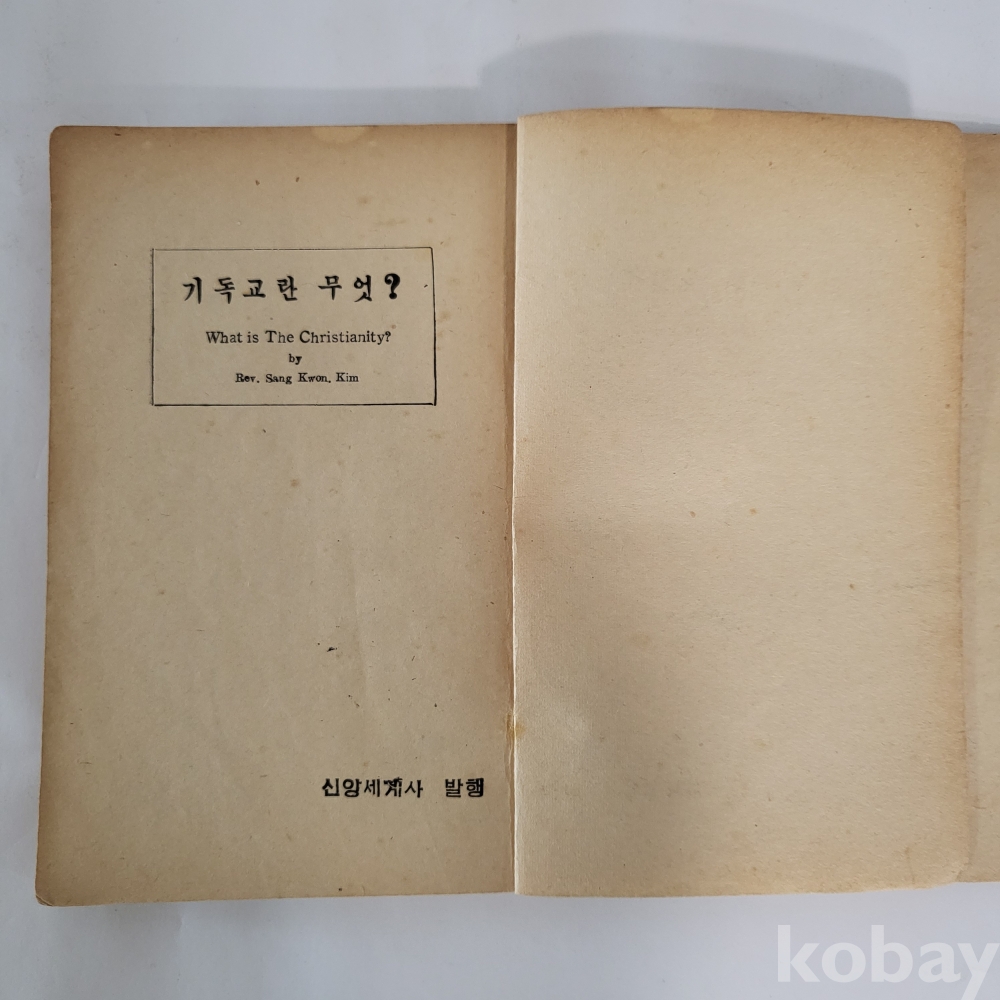 기독교란 무엇?
What is The Christianity?
by
Rev. Sang Kwon. Kim
신앙세계사 발행
kobay